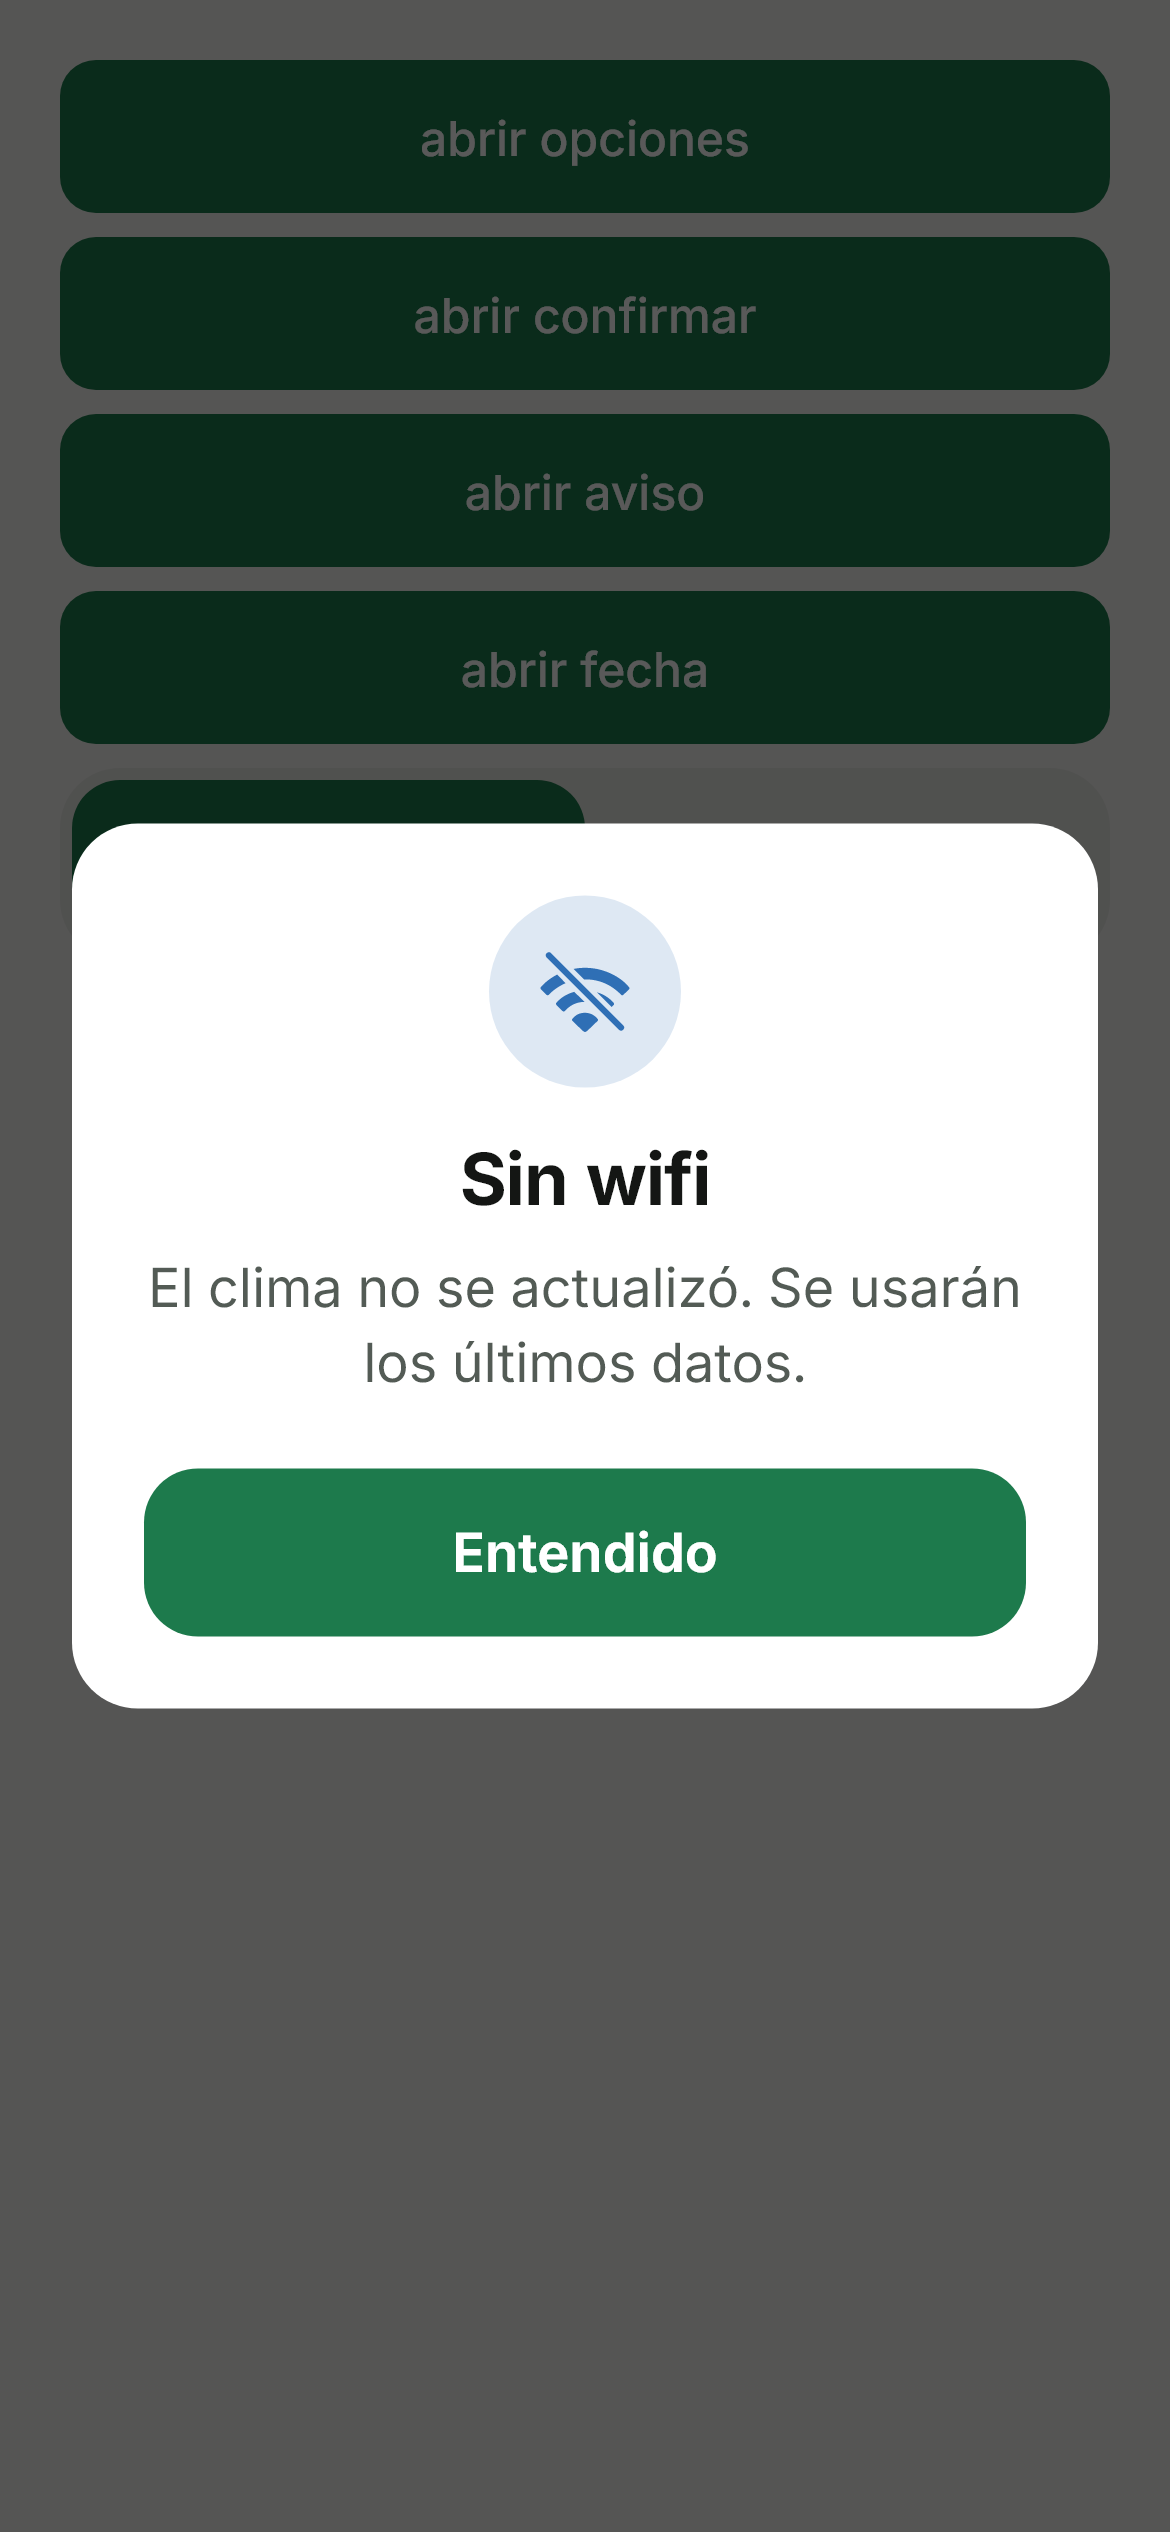 abrir opciones
abrir confirmar
abrir aviso
abrir fecha
Sin wifi
El clima no se actualizó. Se usarán
los últimos datos.
Entendido